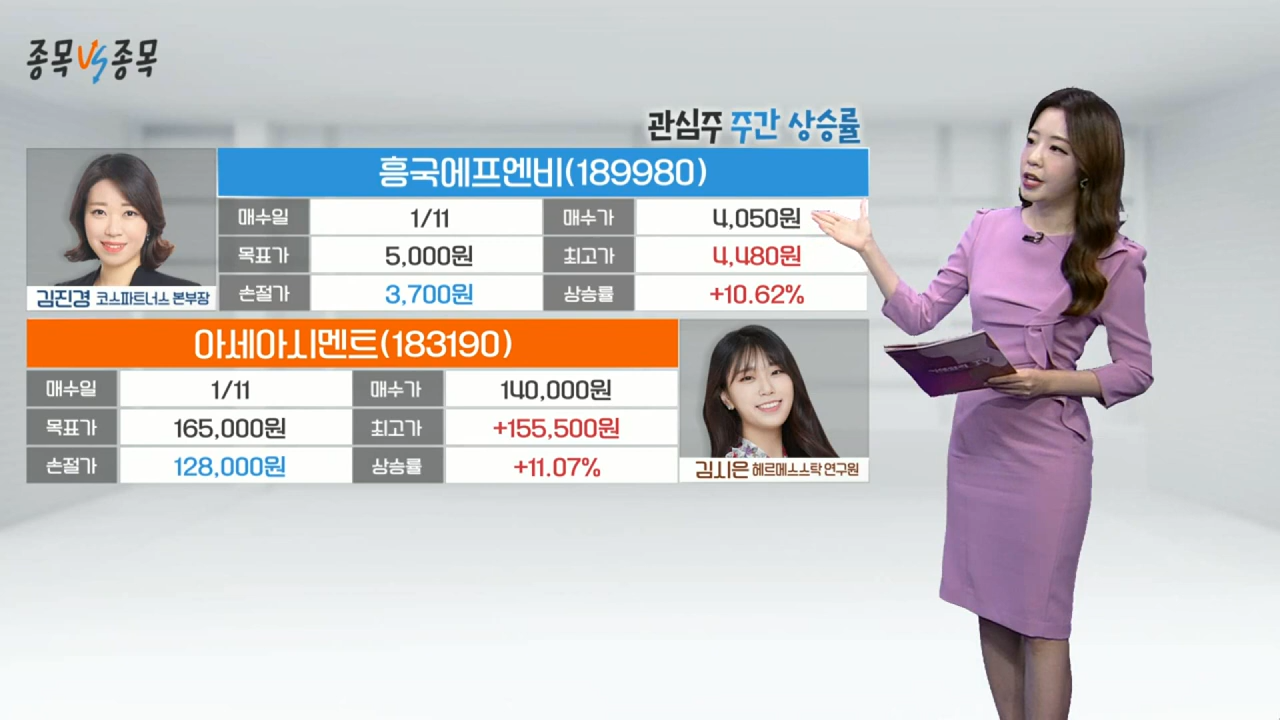 종목 VS 종목
관심주 주간 상승률
흥국에프엔비(189980)
매수일 1/11 매수가 4,050원
목표가 5,000원 최고가 4,480원
손절가 3,700원 상승률 +10.62%
김진경 코스파트너스 본부장
아세아시멘트(183190)
매수일 1/11 매수가 140,000원
목표가 165,000원 최고가 +155,500원
손절가 128,000원 상승률 +11.07%
김시은 헤르메스스탁 연구원